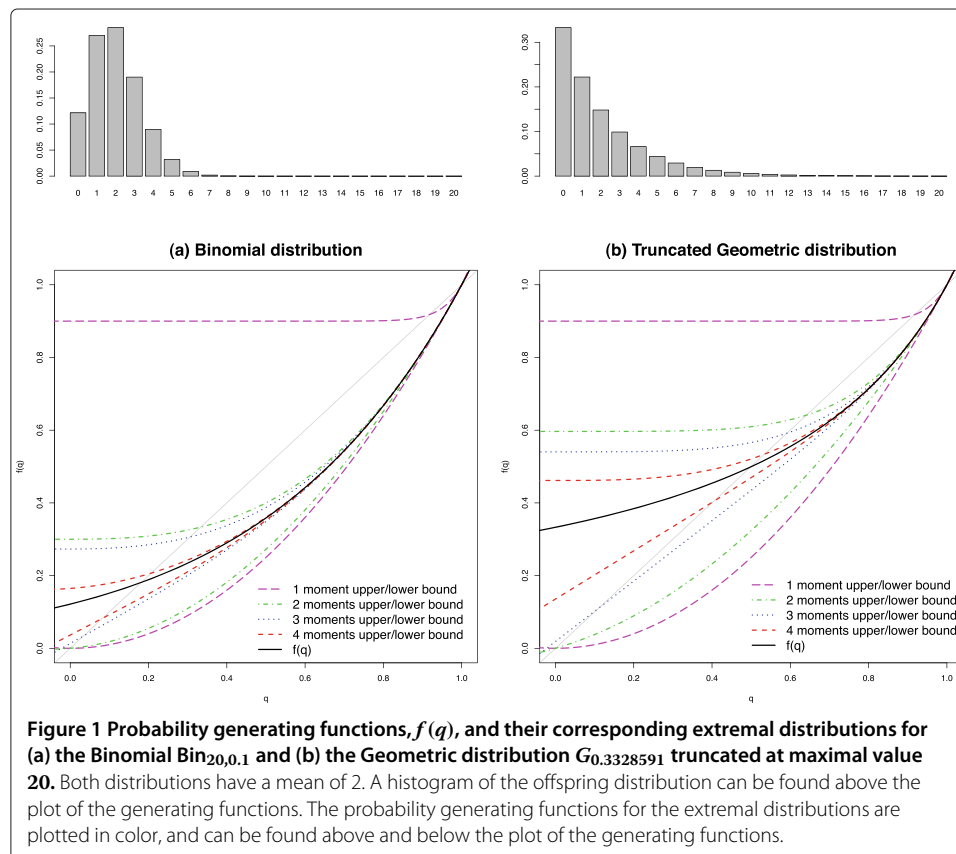 0.00 0.05 0.10 0.15 0.20 0.25
0 1 2 3 4 5 6 7 8 9 10 11 12 13 14 15 16 17 18 19 20
0.00 0.10 0.20 0.30
0 1 2 3 4 5 6 7 8 9 10 11 12 13 14 15 16 17 18 19 20
(a) Binomial distribution
f(q)
0.0 0.2 0.4 0.6 0.8 1.0
1 moment upper/lower bound
2 moments upper/lower bound
3 moments upper/lower bound
4 moments upper/lower bound
f(q)
0.0 0.2 0.4 0.6 0.8 1.0
q
(b) Truncated Geometric distribution
f(q)
0.0 0.2 0.4 0.6 0.8 1.0
1 moment upper/lower bound
2 moments upper/lower bound
3 moments upper/lower bound
4 moments upper/lower bound
f(q)
0.0 0.2 0.4 0.6 0.8 1.0
q
Figure 1 Probability generating functions, f(q), and their corresponding extremal distributions for
(a) the Binomial Bin20,0.1 and (b) the Geometric distribution G0.3328591 truncated at maximal value
20. Both distributions have a mean of 2. A histogram of the offspring distribution can be found above the
plot of the generating functions. The probability generating functions for the extremal distributions are
plotted in color, and can be found above and below the plot of the generating functions.